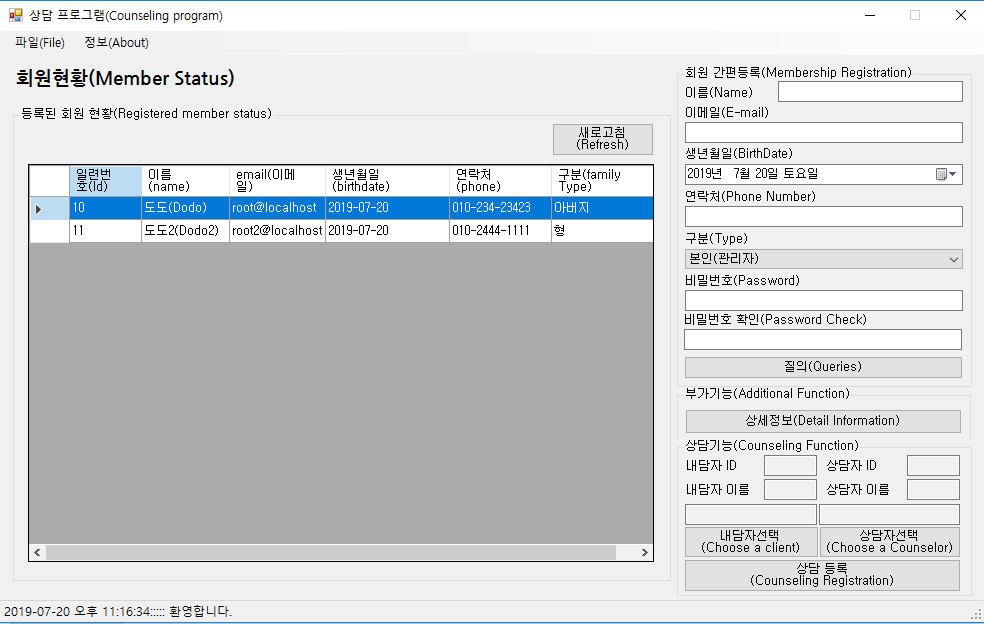 상담 프로그램(Counseling program)
파일(File) 정보(About)
회원현황(Member Status)
등록된 회원 현황(Registered member status)
새로고침
(Refresh)
일련번
호(Id)
이름
(name)
email(이메
일)
생년월일
(birthdate)
연락처
(phone)
구분(family
Type)
10 도도(Dodo) root@localhost 2019-07-20 010-234-23423 아버지
11 도도2(Dodo2) root2@localhost 2019-07-20 010-2444-1111 형
회원 간편등록(Membership Registration)
이름(Name)
이메일(E-mail)
생년월일(BirthDate)
2019년 7월 20일 토요일
연락처(Phone Number)
구분(Type)
본인(관리자)
비밀번호(Password)
비밀번호 확인(Password Check)
질의(Queries)
부가기능(Additional Function)
상세정보(Detail Information)
상담기능(Counseling Function)
내담자 ID 상담자 ID
내담자 이름 상담자 이름
내담자선택
(Choose a client)
상담자선택
(Choose a Counselor)
상담 등록
(Counseling Registration)
2019-07-20 오후 11:16:34::::: 환영합니다.